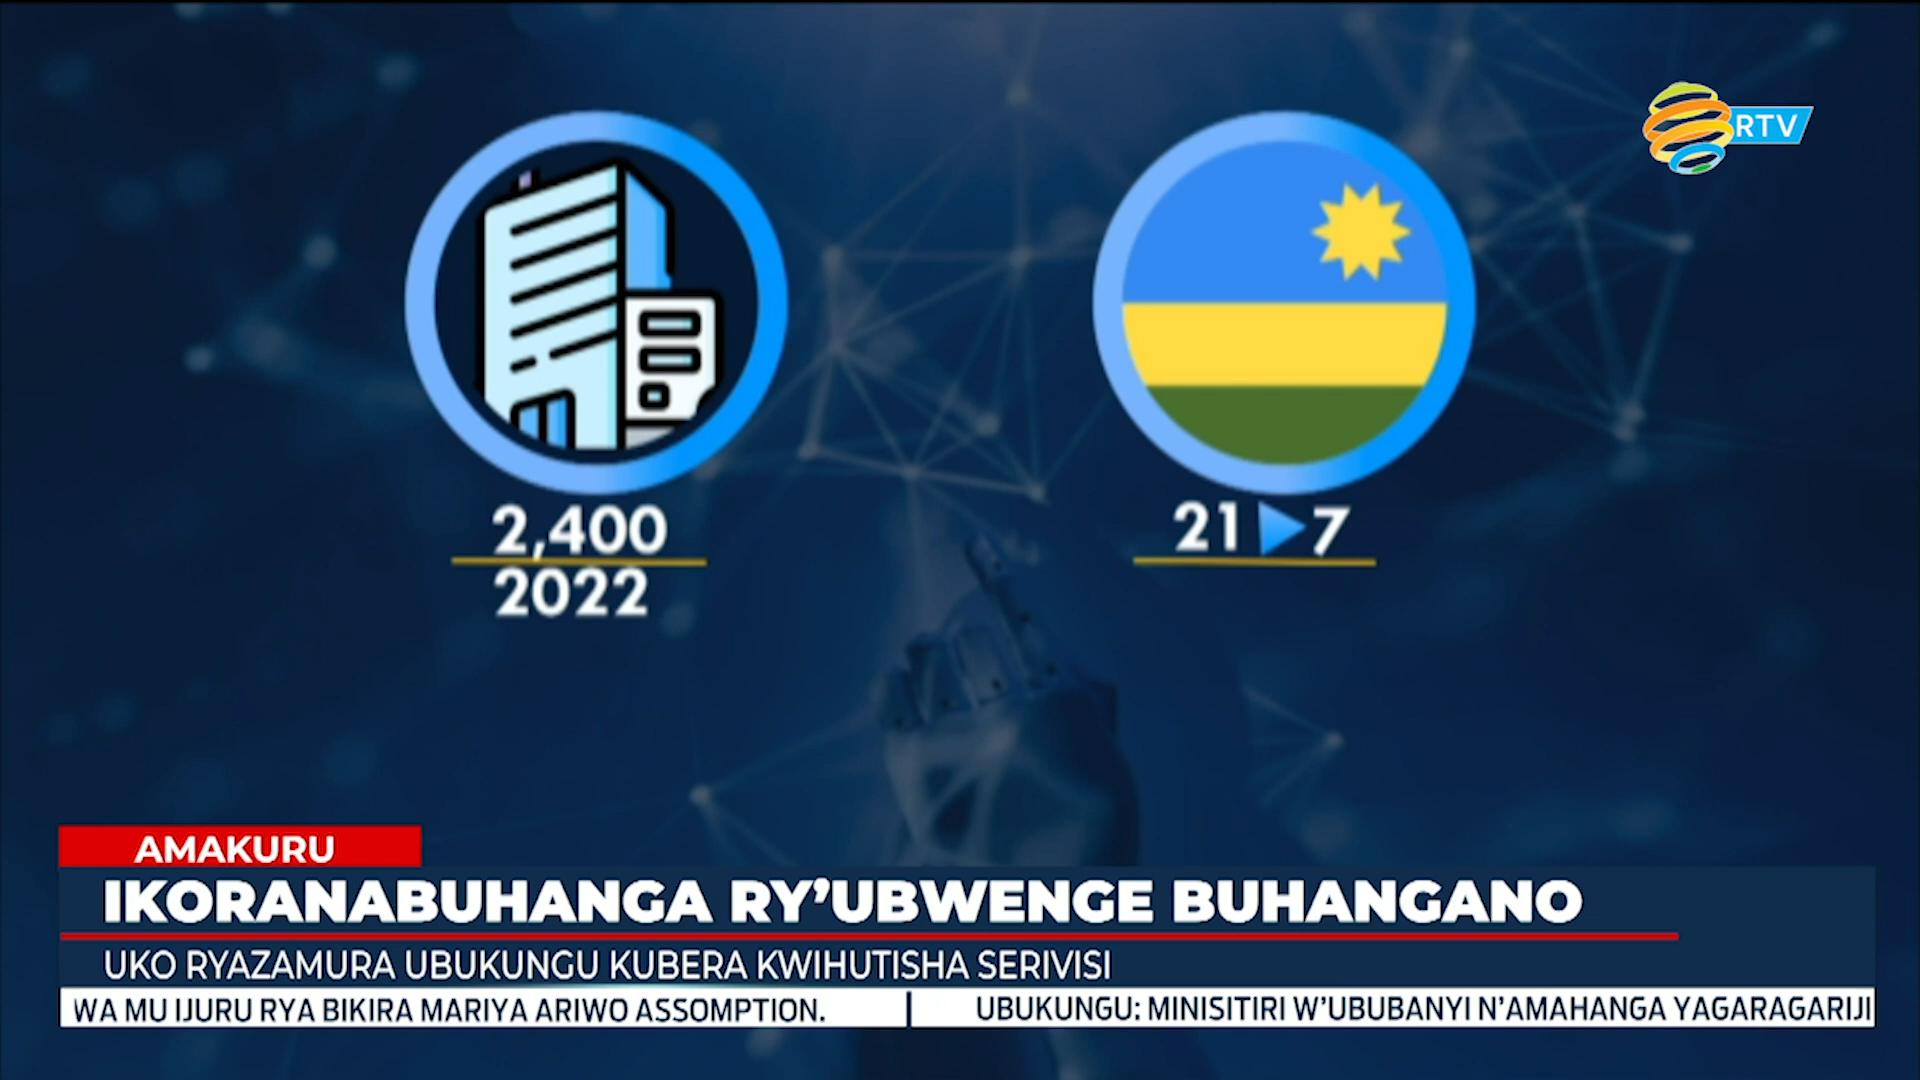 RTV
2,400
2022
21 7
AMAKURU
IKORANABUHANGA RY’UBWENGE BUHANGANO
UKO RYAZAMURA UBUKUNGU KUBERA KWIHUTISHA SERIVISI
WA MU IJURU RYA BIKIRA MARIYA ARIWO ASSOMPTION.
UBUKUNGU: MINISITIRI W’UBUBANYI N’AMAHANGA YAGARAGARIJI